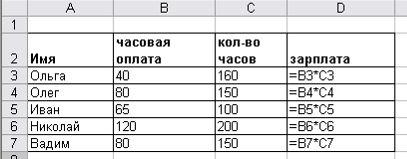 A B C D
1
2 Имя часовая оплата кол-во часов зарплата
3 Ольга 40 160 =B3*C3
4 Олег 80 150 =B4*C4
5 Иван 65 100 =B5*C5
6 Николай 120 200 =B6*C6
7 Вадим 80 150 =B7*C7